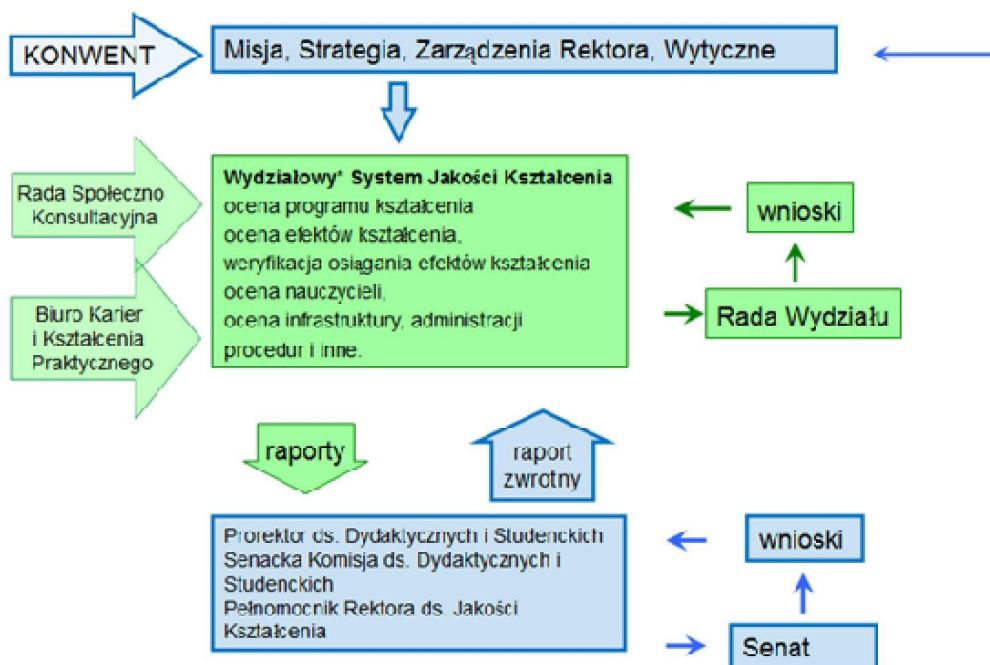 KONWENT
Misja, Strategia, Zarządzenia Rektora, Wytyczne
Rada Społeczno
Konsultacyjna
Biuro Karier
i Kształcenia
Praktycznego
Wydziałowy* System Jakości Kształcenia
ocena programu kształcenia
ocena efektów kształcenia,
weryfikacja osiągania efektów kształcenia
ocena nauczycieli,
ocena infrastruktury, administracji
procedur i inne.
wnioski
Rada Wydziału
raporty
raport
zwrotny
Prorektor ds. Dydaktycznych i Studenckich
Senacka Komisja ds. Dydaktycznych i
Studenckich
Pełnomocnik Rektora ds. Jakości
Kształcenia
wnioski
Senat